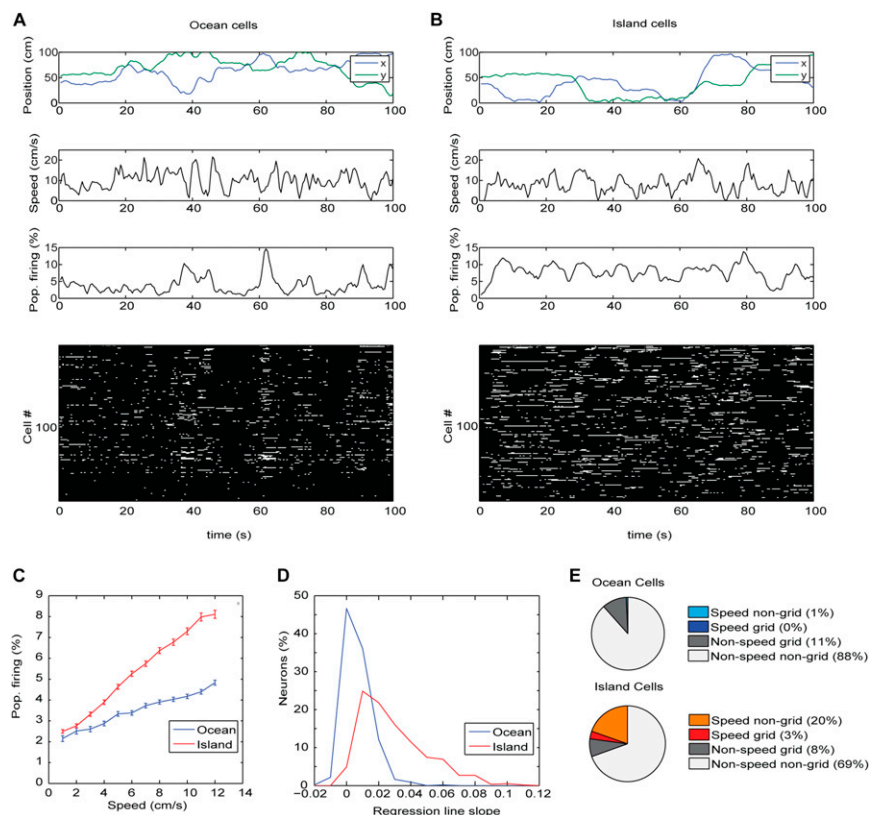 A
Ocean cells
Position (cm)
100
50
0
x
y
0 20 40 60 80 100
Speed (cm/s)
20
10
0
0 20 40 60 80 100
Pop. firing (%)
15
10
5
0
0 20 40 60 80 100
Cell #
100
0 20 40 60 80 100
time (s)
B
Island cells
Position (cm)
100
50
0
x
y
0 20 40 60 80 100
Speed (cm/s)
20
10
0
0 20 40 60 80 100
Pop. firing (%)
15
10
5
0
0 20 40 60 80 100
Cell #
100
0 20 40 60 80 100
time (s)
C
Pop. firing (%)
9
8
7
6
5
4
3
2
1
0
Ocean
Island
0 2 4 6 8 10 12 14
Speed (cm/s)
D
Neurons (%)
50
45
40
35
30
25
20
15
10
5
0
Ocean
Island
−0.02 0 0.02 0.04 0.06 0.08 0.10 0.12
Regression line slope
E
Ocean Cells
Speed non-grid (1%)
Speed grid (0%)
Non-speed grid (11%)
Non-speed non-grid (88%)
Island Cells
Speed non-grid (20%)
Speed grid (3%)
Non-speed grid (8%)
Non-speed non-grid (69%)